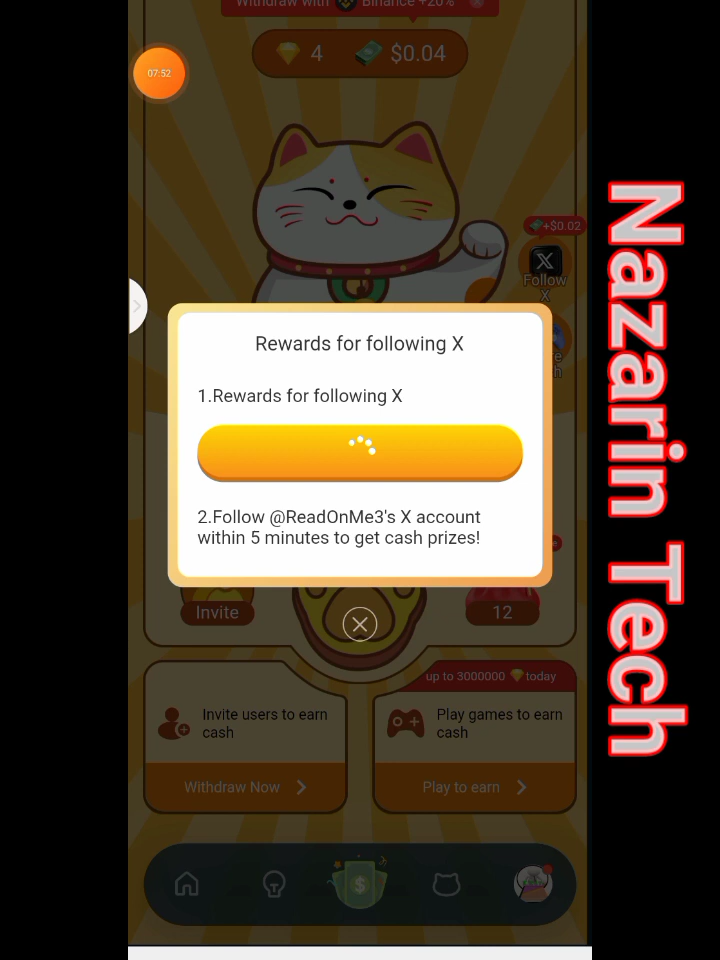 Withdraw with Binance +20%
4 $0.04
07:52
+$0.02
Follow
X
Rewards for following X
1.Rewards for following X
2.Follow @ReadOnMe3's X account
within 5 minutes to get cash prizes!
Invite
12
up to 3000000 today
Invite users to earn
cash
Play games to earn
cash
Withdraw Now
Play to earn
Nazarin Tech